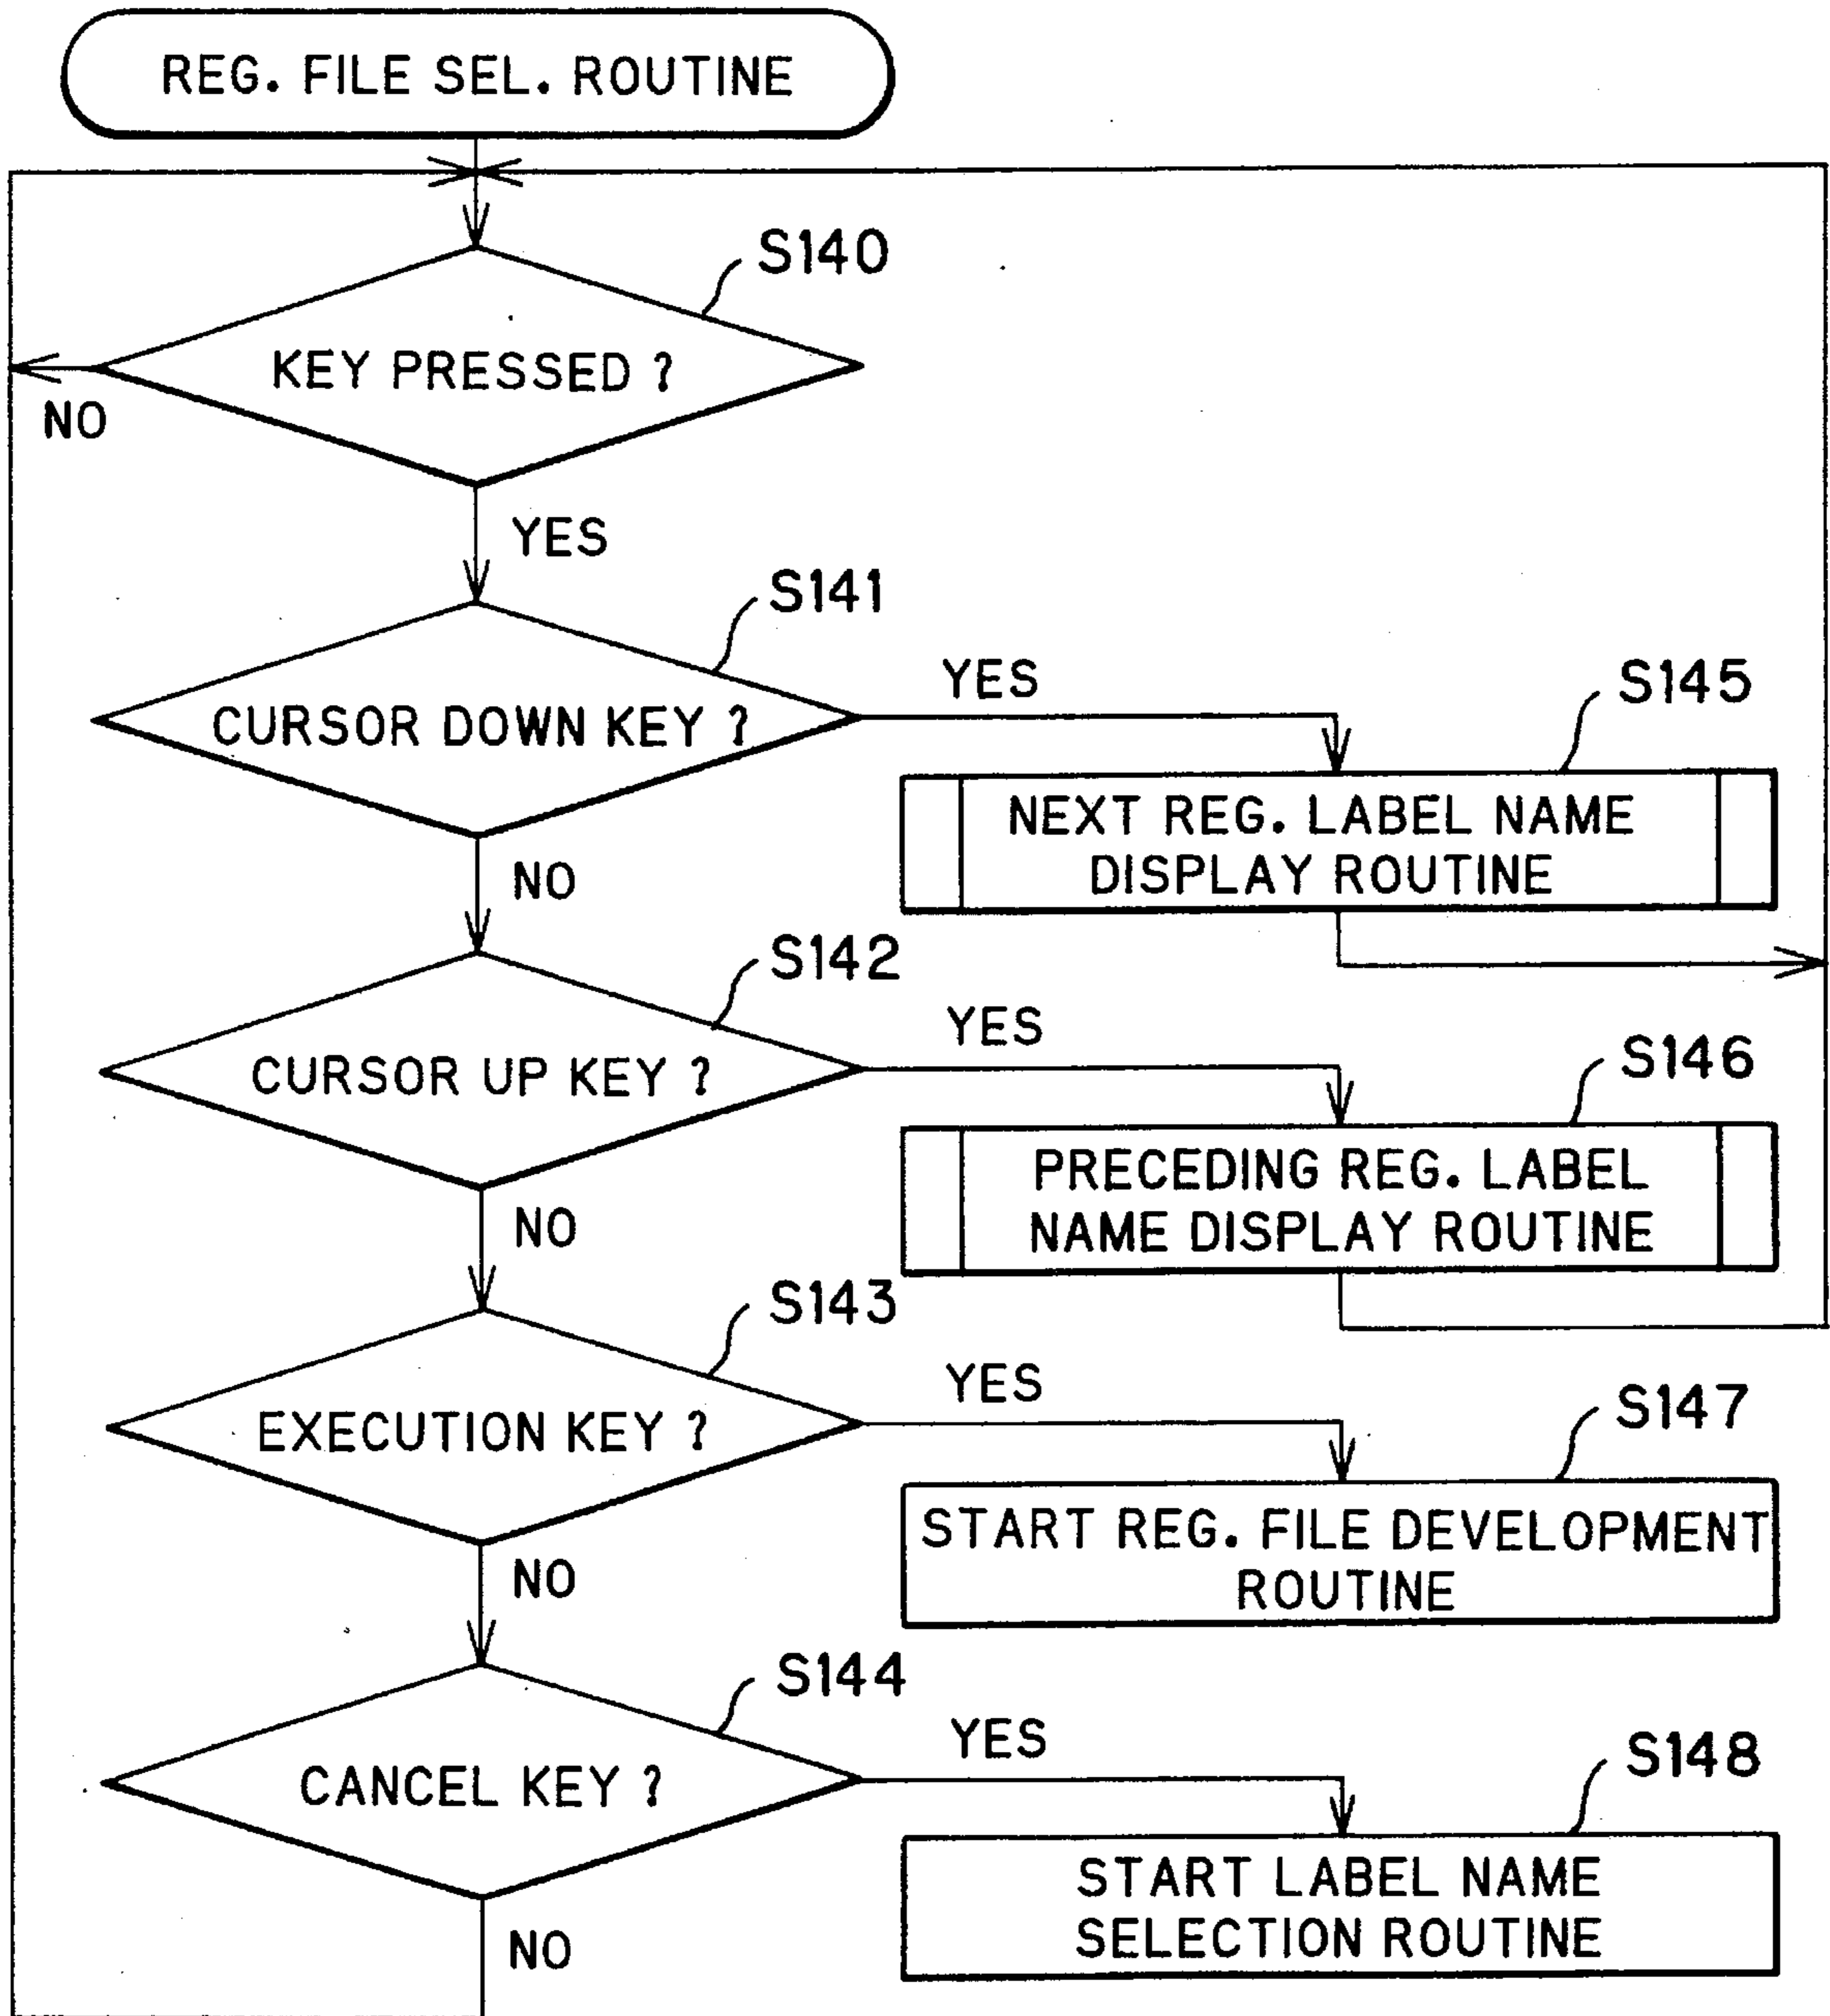 REG. FILE SEL. ROUTINE
S140
KEY PRESSED ?
NO
YES
S141
CURSOR DOWN KEY ?
YES
S145
NEXT REG. LABEL NAME
DISPLAY ROUTINE
NO
S142
CURSOR UP KEY ?
YES
S146
PRECEDING REG. LABEL
NAME DISPLAY ROUTINE
NO
S143
EXECUTION KEY ?
YES
S147
START REG. FILE DEVELOPMENT
ROUTINE
NO
S144
CANCEL KEY ?
YES
S148
START LABEL NAME
SELECTION ROUTINE
NO